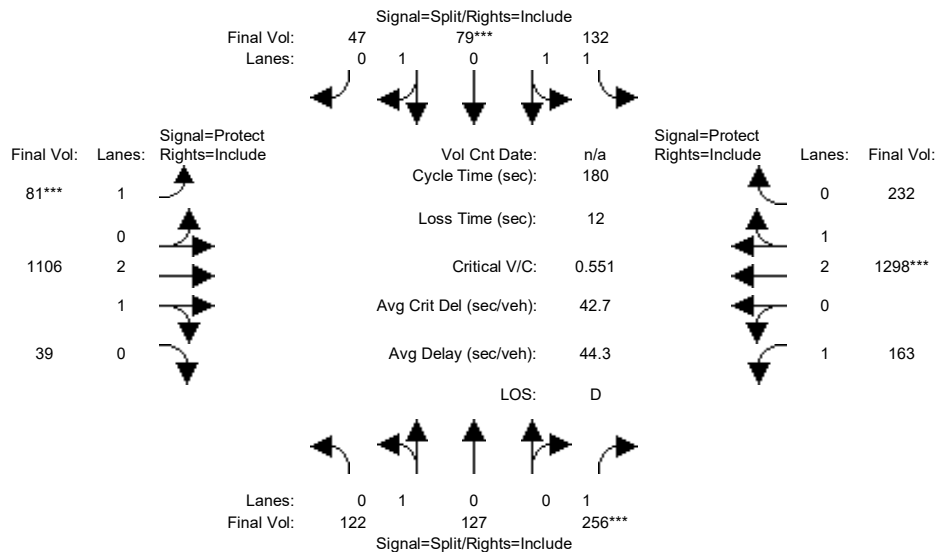 Signal=Split/Rights=Include
Final Vol: 47 79*** 132
Lanes: 0 1 0 1 1
Signal=Protect Signal=Protect
Final Vol: Lanes: Rights=Include Vol Cnt Date: n/a Rights=Include Lanes: Final Vol:
Cycle Time (sec): 180
81*** 1 0 232
Loss Time (sec): 12
0 1
1106 2 Critical V/C: 0.551 2 1298***
1 Avg Crit Del (sec/veh): 42.7 0
39 0 Avg Delay (sec/veh): 44.3 1 163
LOS: D
Lanes: 0 1 0 0 1
Final Vol: 122 127 256***
Signal=Split/Rights=Include